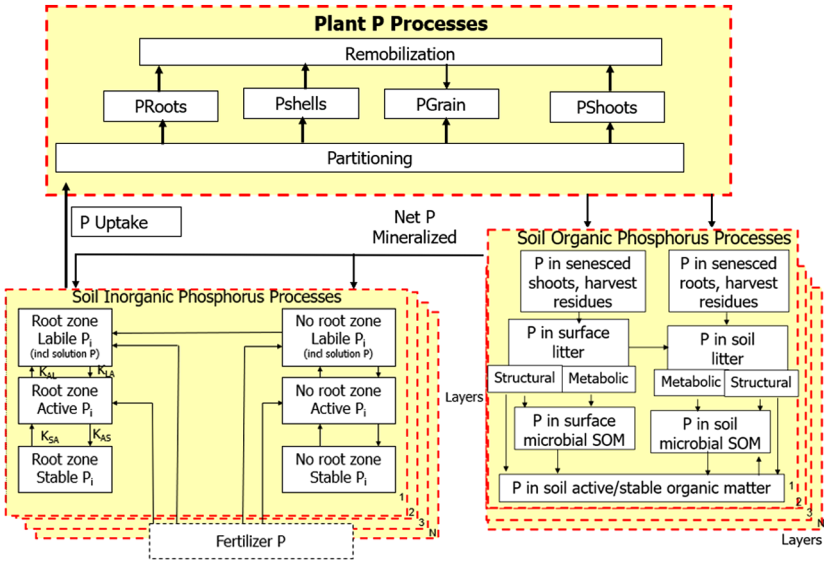 Plant P Processes
Remobilization
PRoots
Pshells
PGrain
PShoots
Partitioning
P Uptake
Net P
Mineralized
Soil Inorganic Phosphorus Processes
Root zone
Labile Pi
(incl solution P)
No root zone
Labile Pi
(incl solution P)
KAL
KLA
Root zone
Active Pi
No root zone
Active Pi
KSA
KAS
Root zone
Stable Pi
No root zone
Stable Pi
1
2
3
N
Layers
Fertilizer P
Soil Organic Phosphorus Processes
P in senesced
shoots, harvest
residues
P in senesced
roots, harvest
residues
P in surface
litter
P in soil
litter
Structural
Metabolic
Metabolic
Structural
P in surface
microbial SOM
P in soil
microbial SOM
P in soil active/stable organic matter
1
2
3
N
Layers